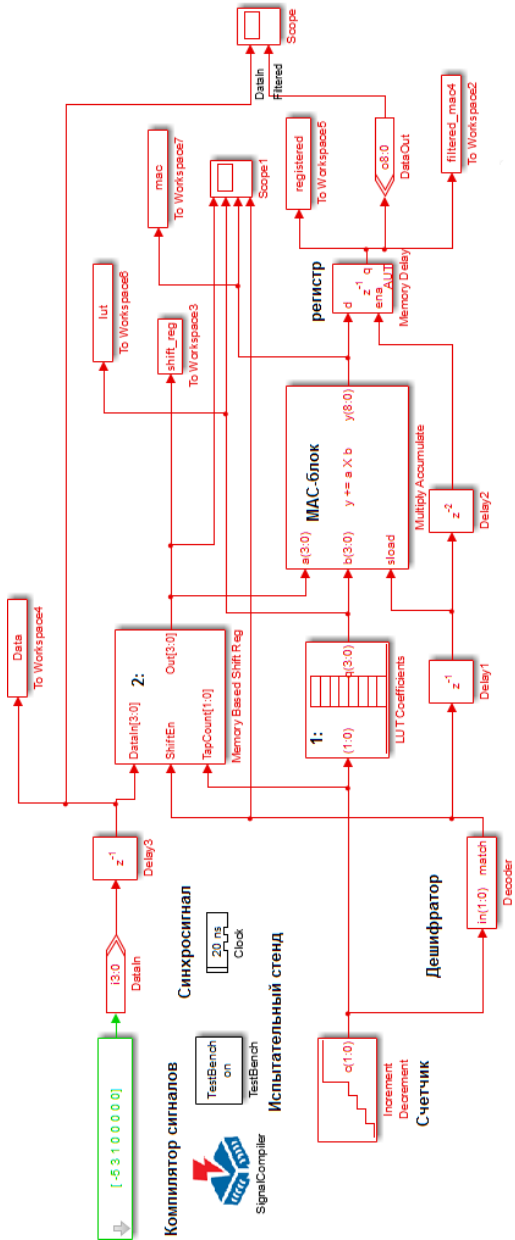 [ -5 3 1 0 0 0 0 0 0]
i3:0
DataIn
z-1
Delay3
Data
To Workspace4
DataIn
Filtered
Scope
Компилятор сигналов
SignalCompiler
TestBench
on
TestBench
Испытательный стенд
Синхросигнал
20 ns
Clock
2:
DataIn[3:0]
ShiftEn
TapCount[1:0]
Out[3:0]
Memory Based Shift Reg
lut
To Workspace6
mac
To Workspace7
shift_reg
To Workspace3
Scope1
1:
(1:0)
q(3:0)
LUT Coefficients
МАС-блок
a(3:0)
b(3:0)
sload
y += a X b
y(8:0)
Multiply Accumulate
регистр
d
z-1
q
ena
AUT
Memory Delay
registered
To Workspace5
o8:0
DataOut
filtered_mac4
To Workspace2
c(1:0)
Increment
Decrement
Счетчик
Дешифратор
in(1:0)
match
Decoder
z-1
Delay1
z-2
Delay2